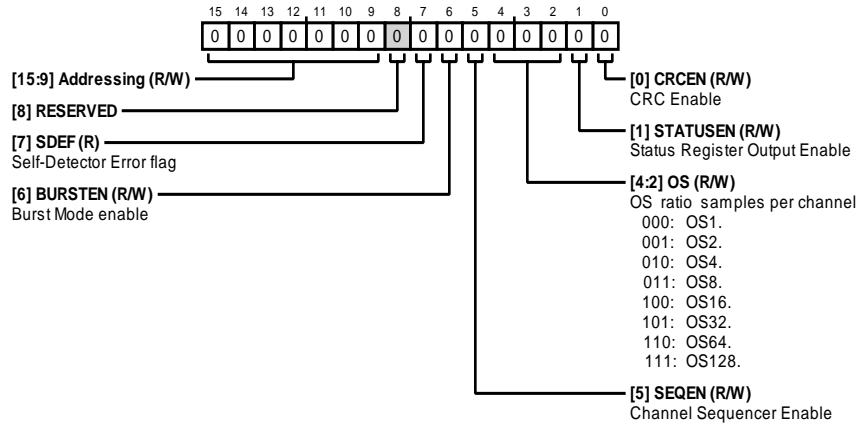 15 14 13 12 11 10 9 8 7 6 5 4 3 2 1 0
0 0 0 0 0 0 0 0 0 0 0 0 0 0 0 0
[15:9] Addressing (R/W)
[8] RESERVED
[7] SDEF (R)
Self-Detector Error flag
[6] BURSTEN (R/W)
Burst Mode enable
[0] CRCEN (R/W)
CRC Enable
[1] STATUSEN (R/W)
Status Register Output Enable
[4:2] OS (R/W)
OS ratio samples per channel
000: OS1.
001: OS2.
010: OS4.
011: OS8.
100: OS16.
101: OS32.
110: OS64.
111: OS128.
[5] SEQEN (R/W)
Channel Sequencer Enable